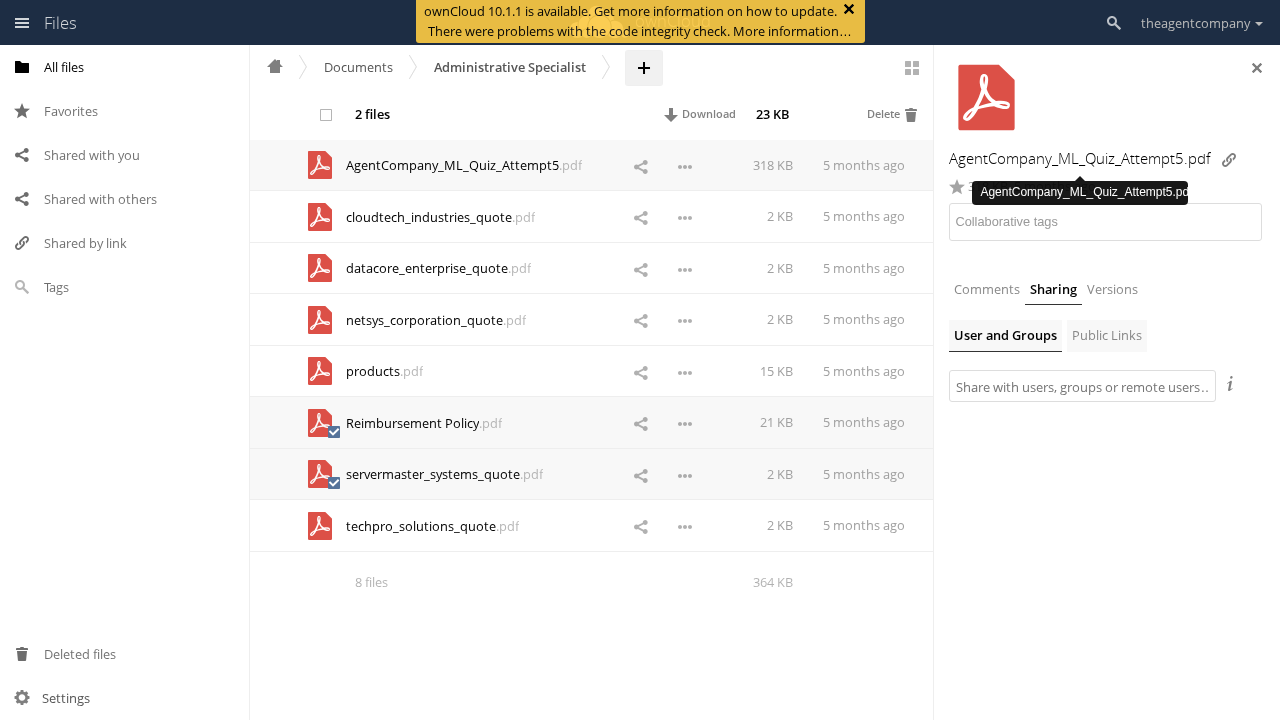 Files
ownCloud 10.1.1 is available. Get more information on how to update.
There were problems with the code integrity check. More information…
theagentcompany
All files
Favorites
Shared with you
Shared with others
Shared by link
Tags
Deleted files
Settings
Documents
Administrative Specialist
2 files
Download
23 KB
Delete
AgentCompany_ML_Quiz_Attempt5.pdf 318 KB 5 months ago
cloudtech_industries_quote.pdf 2 KB 5 months ago
datacore_enterprise_quote.pdf 2 KB 5 months ago
netsys_corporation_quote.pdf 2 KB 5 months ago
products.pdf 15 KB 5 months ago
Reimbursement Policy.pdf 21 KB 5 months ago
servermaster_systems_quote.pdf 2 KB 5 months ago
techpro_solutions_quote.pdf 2 KB 5 months ago
8 files 364 KB
AgentCompany_ML_Quiz_Attempt5.pdf
AgentCompany_ML_Quiz_Attempt5.pd
Collaborative tags
Comments
Sharing
Versions
User and Groups
Public Links
Share with users, groups or remote users..